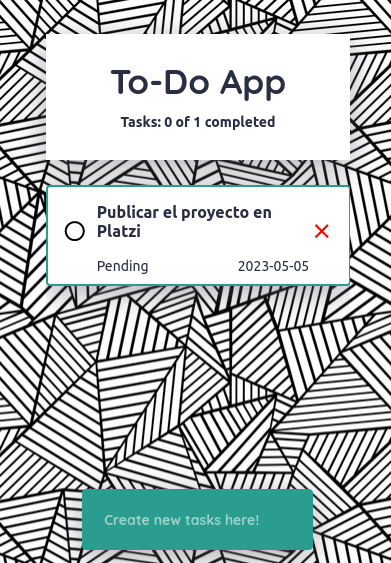 To-Do App
Tasks: 0 of 1 completed
Publicar el proyecto en
Platzi
Pending 2023-05-05
Create new tasks here!